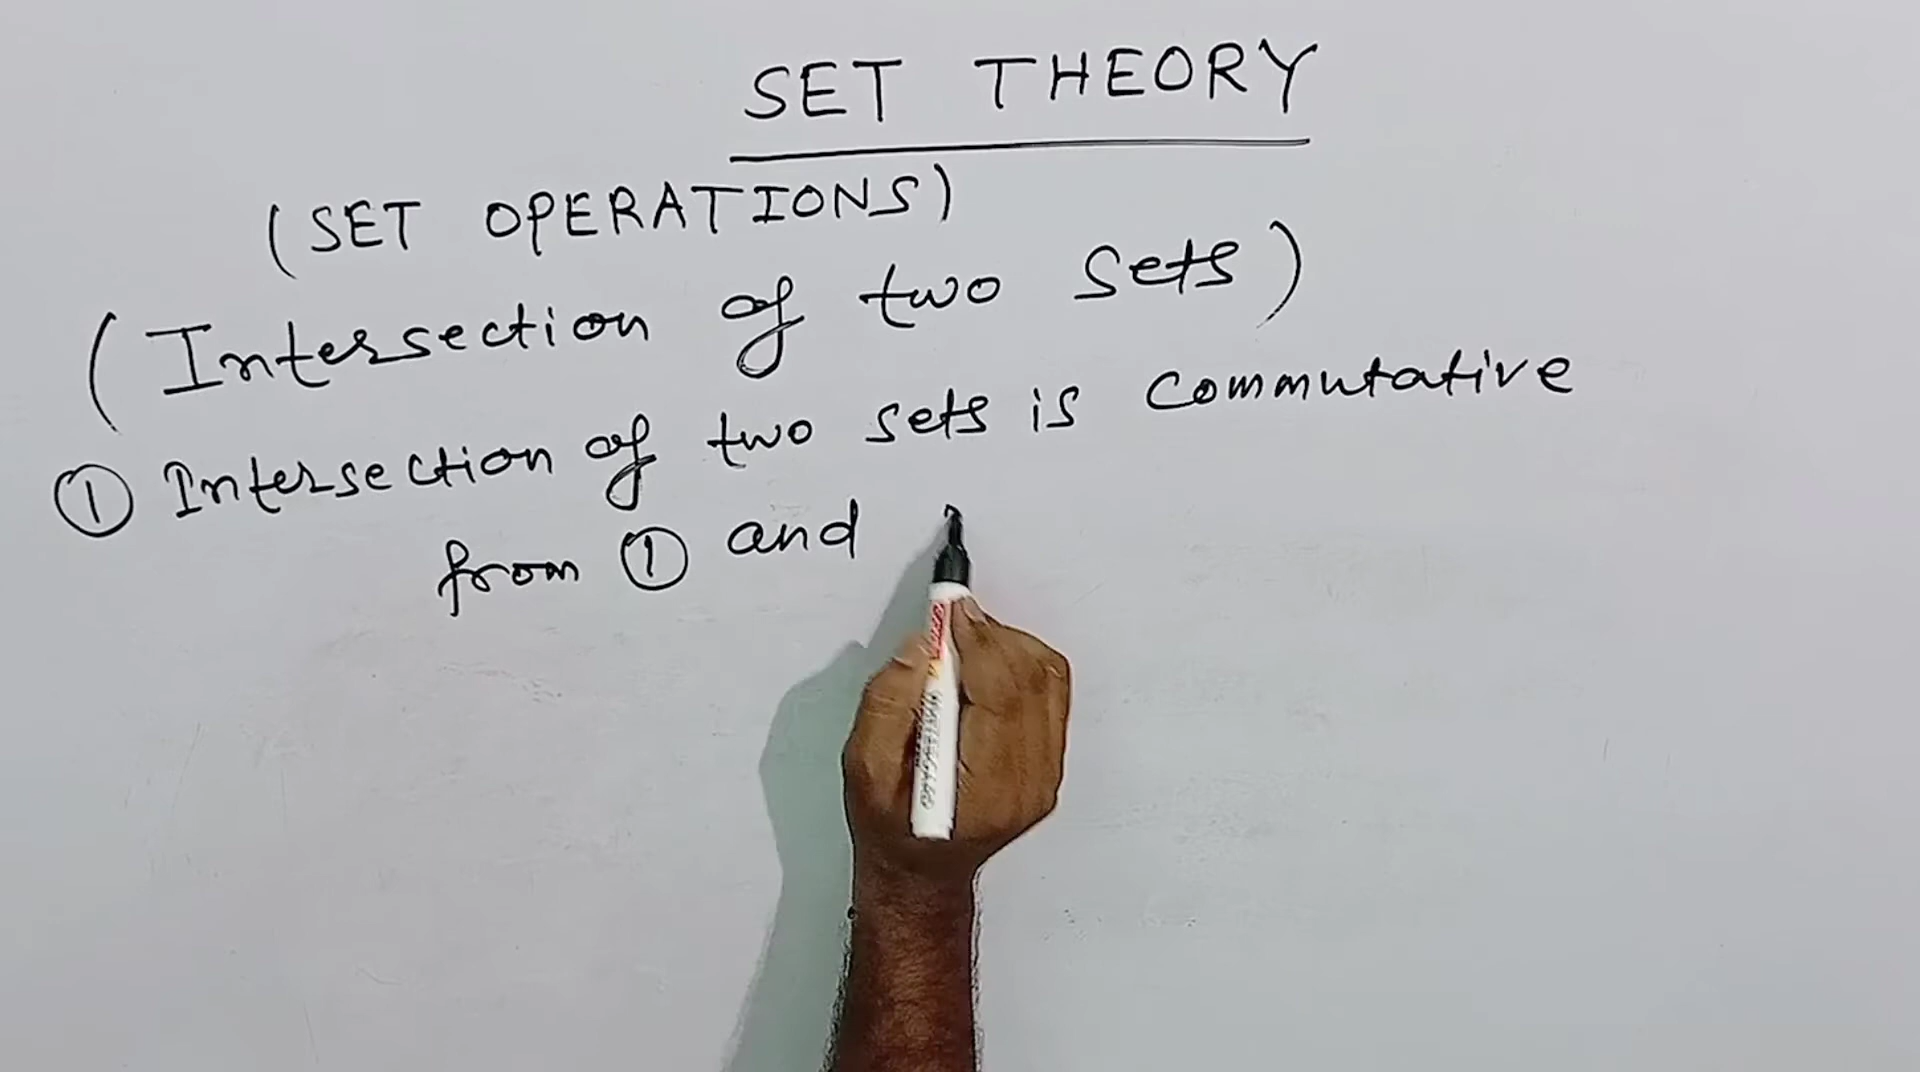 SET THEORY
(SET OPERATIONS)
(Intersection of two sets)
① Intersection of two sets is commutative
from ① and